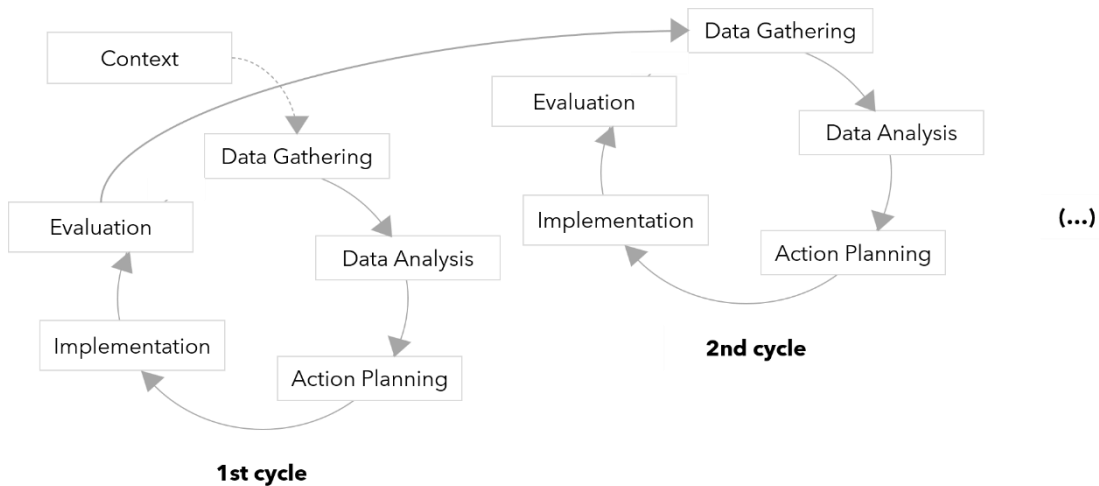 Context
Data Gathering
Data Analysis
Action Planning
Implementation
Evaluation
1st cycle
Data Gathering
Data Analysis
Action Planning
Implementation
Evaluation
2nd cycle
(...)